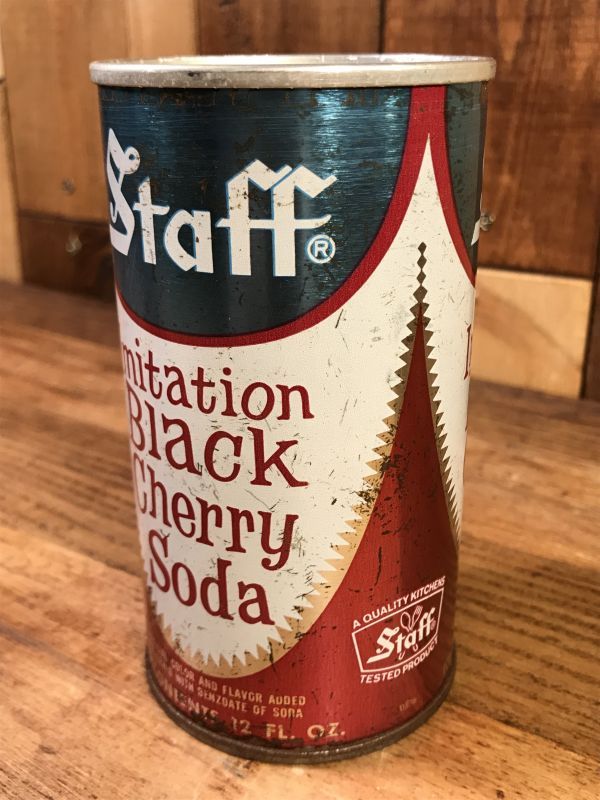 Staff®
mitation
Black
Cherry
Soda
COLOR AND FLAVOR ADDED
WITH BENZOATE OF SODA
12 FL. OZ.
A QUALITY KITCHENS
Staff
TESTED PRODUCT